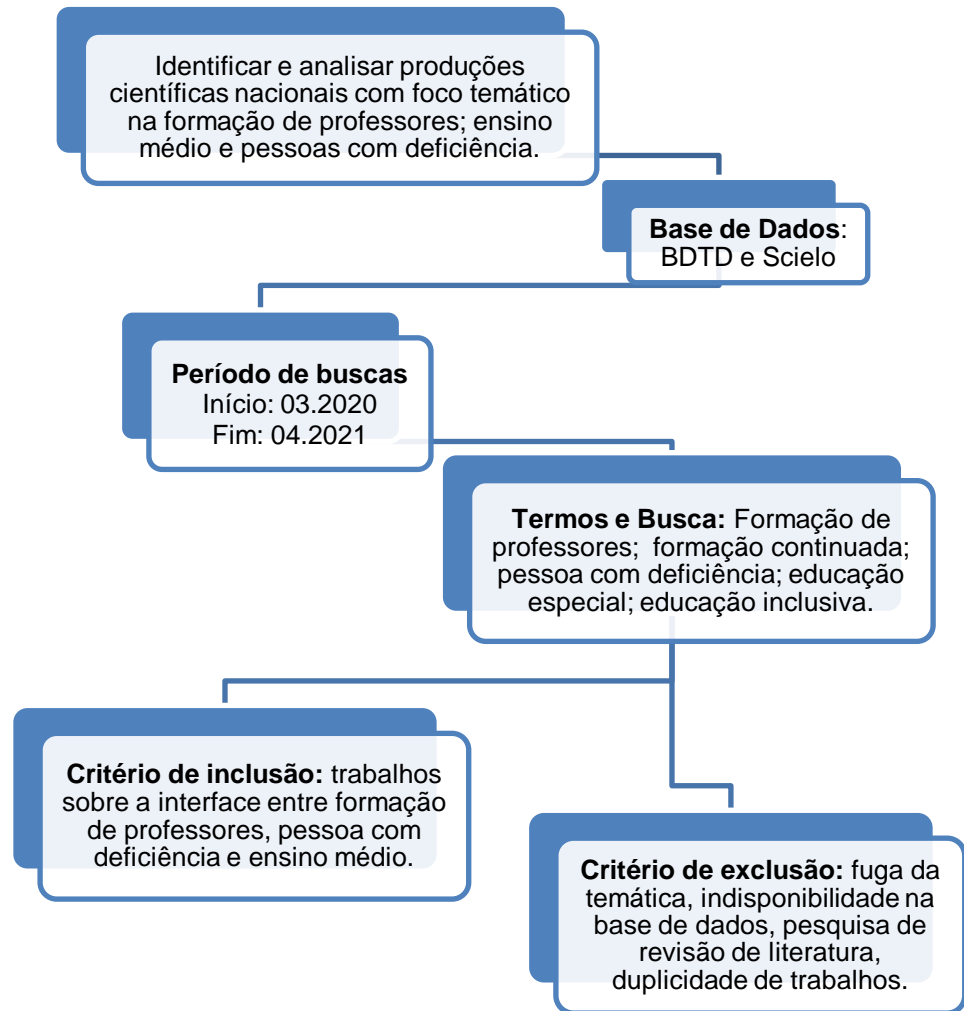 Identificar e analisar produções
científicas nacionais com foco temático
na formação de professores; ensino
médio e pessoas com deficiência.
Base de Dados:
BDTD e Scielo
Período de buscas
Início: 03.2020
Fim: 04.2021
Termos e Busca: Formação de
professores; formação continuada;
pessoa com deficiência; educação
especial; educação inclusiva.
Critério de inclusão: trabalhos
sobre a interface entre formação
de professores, pessoa com
deficiência e ensino médio.
Critério de exclusão: fuga da
temática, indisponibilidade na
base de dados, pesquisa de
revisão de literatura,
duplicidade de trabalhos.